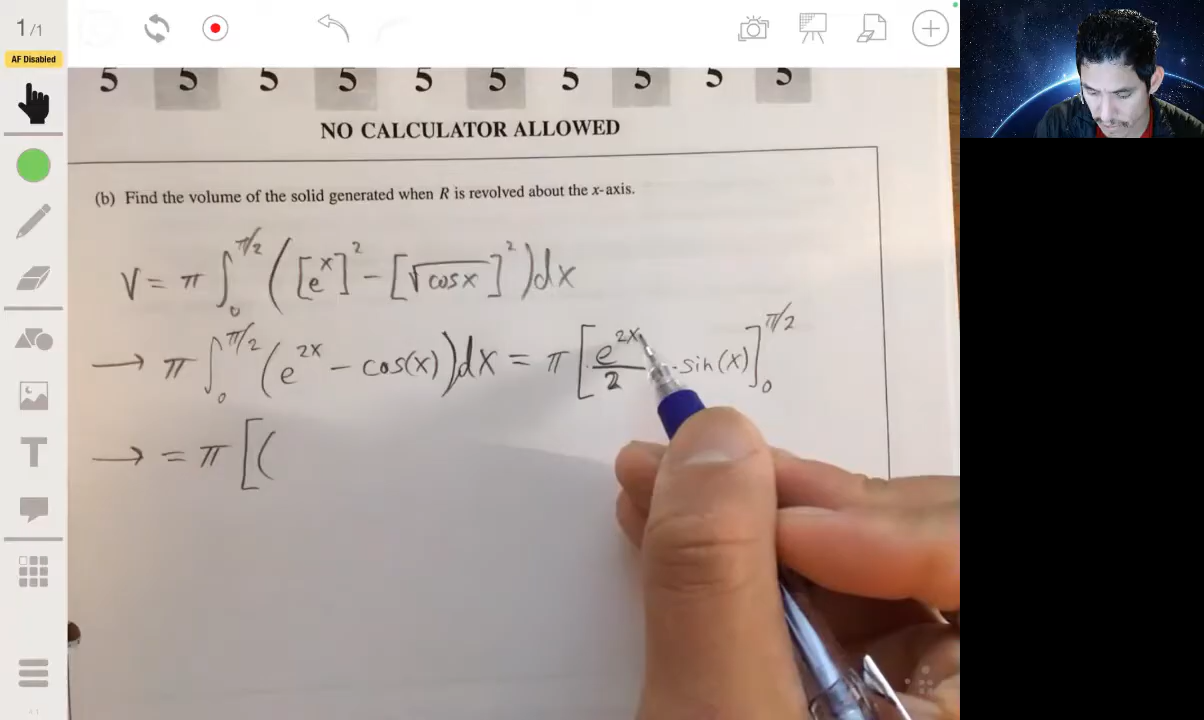 1/1
AF Disabled
5 5 5 5 5 5 5 5 5 5
NO CALCULATOR ALLOWED
(b) Find the volume of the solid generated when R is revolved about the x-axis.
V = π ∫₀^(π/2) ([eˣ]² - [√cosx]²)dx
→ π ∫₀^(π/2) (e^(2x) - cos(x))dx = π [e^(2x)/2 - sin(x)]₀^(π/2)
→ = π [(
T